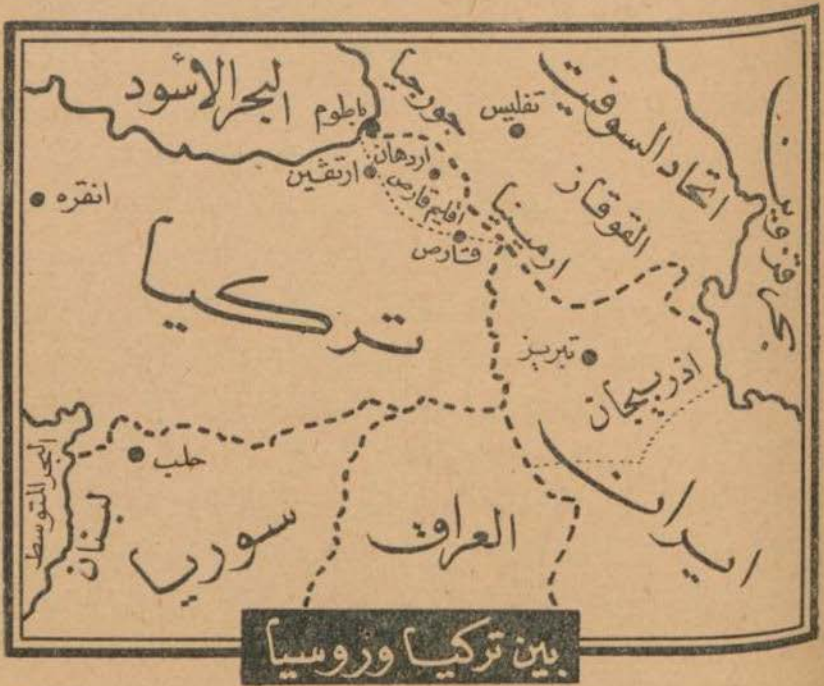 البحر الأسود
باطوم
جورجيا
تفليس
اتحاد السوفيت
بحر قزوين
القوقاز
ارمينيا
اردهان
ارتفين
اقليم قارص
قارص
انقره
تركيا
تبريز
اذربيجان
ايران
حلب
البحر المتوسط
لبنان
سوريا
العراق
بين تركيا وروسيا